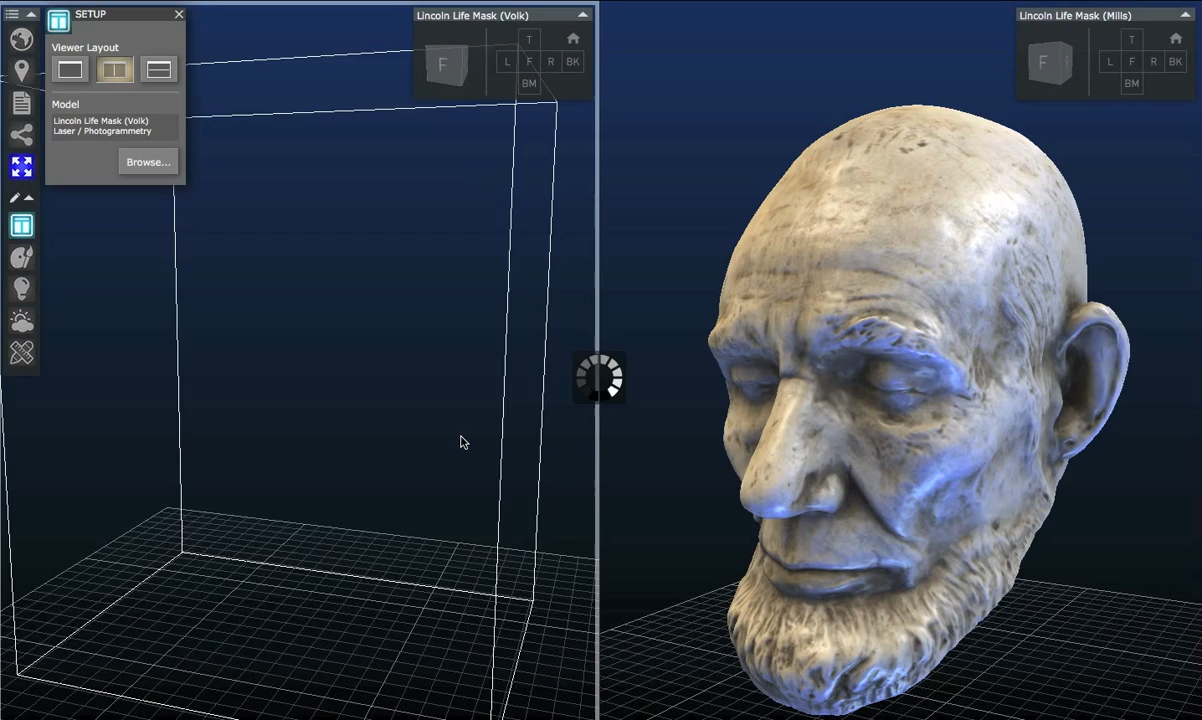 SETUP
Viewer Layout
Model
Lincoln Life Mask (Volk)
Laser / Photogrammetry
Browse...
Lincoln Life Mask (Volk)
F
T
L F R BK
BM
Lincoln Life Mask (Mills)
F
T
L F R BK
BM